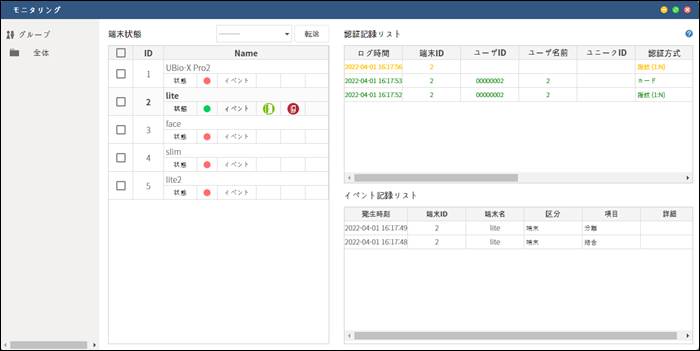 モニタリング
グループ
全体
端末状態
--------
転送
ID Name
1 UBio-X Pro2
状態 イベント
2 lite
状態 イベント
3 face
状態 イベント
4 slim
状態 イベント
5 lite2
状態 イベント
認証記録リスト
?
ログ時間 端末ID ユーザID ユーザ名前 ユニークID 認証方式
2022-04-01 16:17:56 2 指紋 (1:N)
2022-04-01 16:17:53 2 00000002 2 カード
2022-04-01 16:17:52 2 00000002 2 指紋 (1:N)
イベント記録リスト
発生時刻 端末ID 端末名 区分 項目 詳細
2022-04-01 16:17:49 2 lite 端末 分離
2022-04-01 16:17:48 2 lite 端末 結合